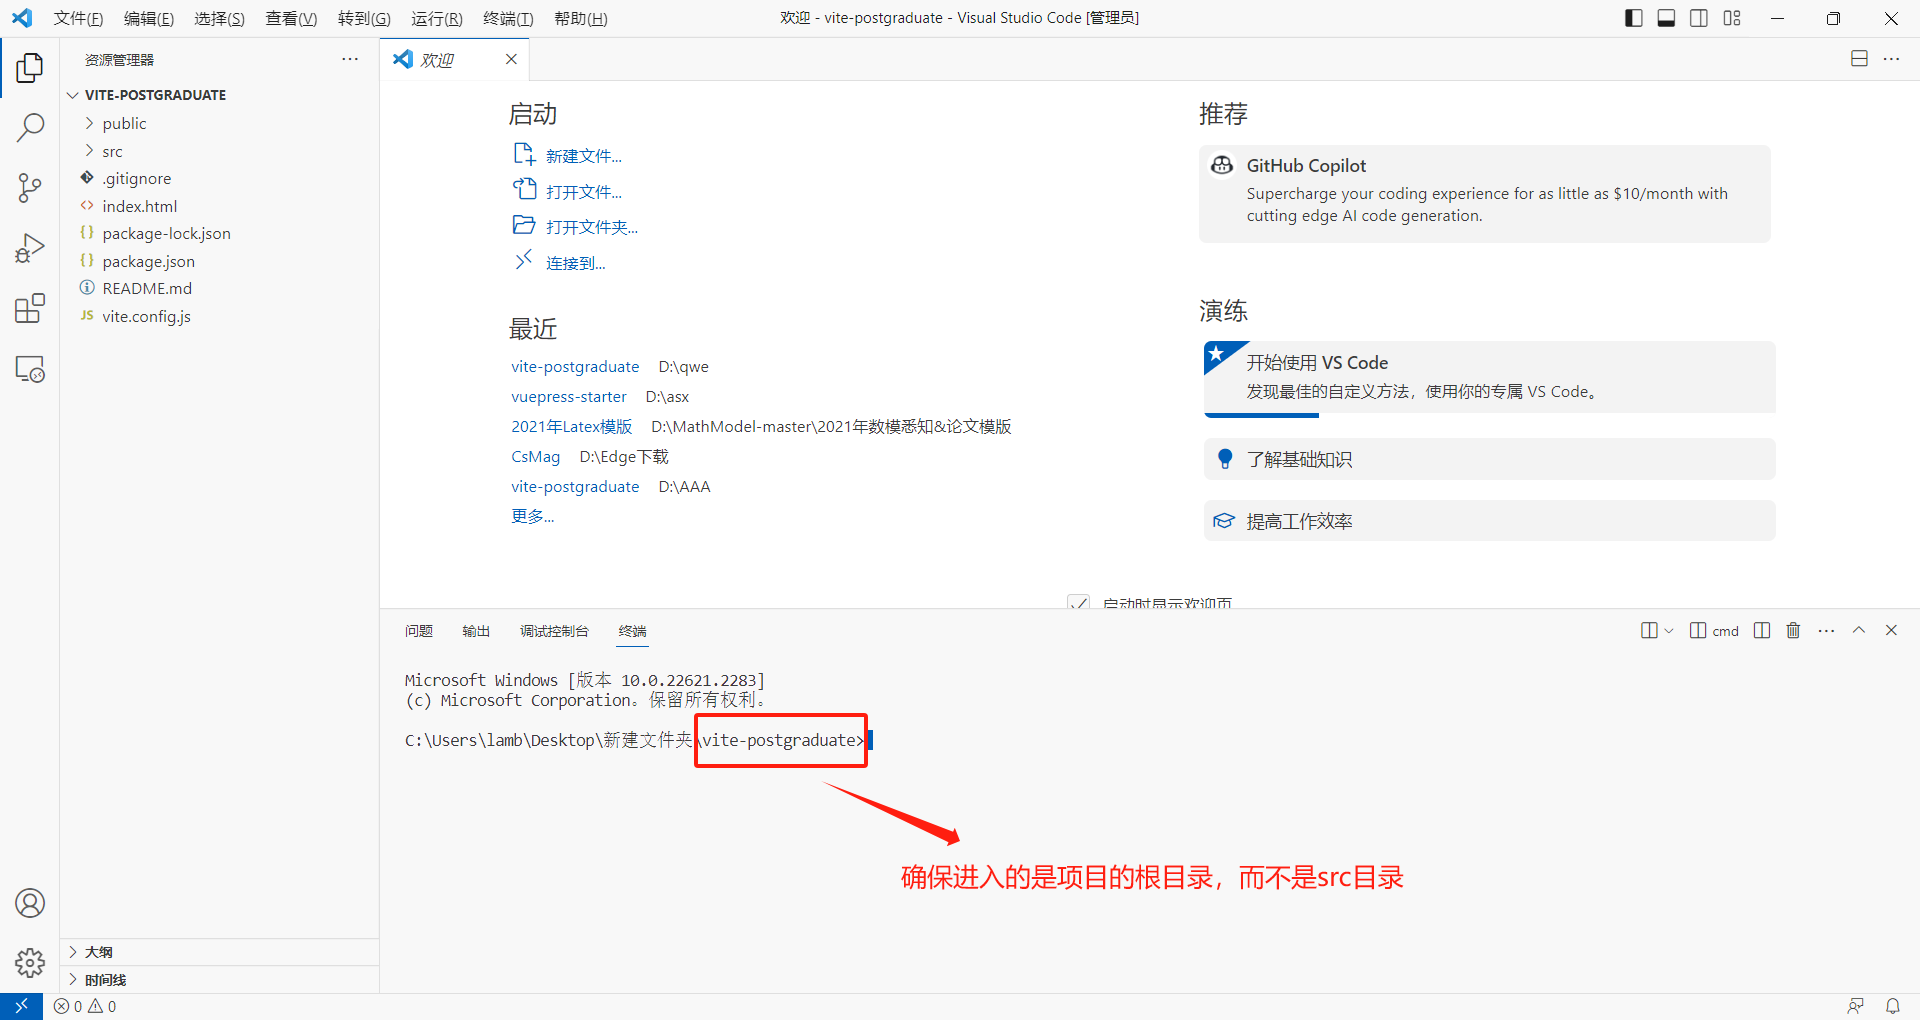 文件(F) 编辑(E) 选择(S) 查看(V) 转到(G) 运行(R) 终端(T) 帮助(H)
欢迎 - vite-postgraduate - Visual Studio Code [管理员]
资源管理器
VITE-POSTGRADUATE
public
src
.gitignore
index.html
package-lock.json
package.json
README.md
vite.config.js
大纲
时间线
欢迎
启动
新建文件...
打开文件...
打开文件夹...
连接到...
最近
vite-postgraduate D:\qwe
vuepress-starter D:\asx
2021年Latex模版 D:\MathModel-master\2021年数模悉知&论文模版
CsMag D:\Edge下载
vite-postgraduate D:\AAA
更多...
推荐
GitHub Copilot
Supercharge your coding experience for as little as $10/month with
cutting edge AI code generation.
演练
开始使用 VS Code
发现最佳的自定义方法，使用你的专属 VS Code。
了解基础知识
提高工作效率
启动时显示欢迎页
问题 输出 调试控制台 终端
cmd
Microsoft Windows [版本 10.0.22621.2283]
(c) Microsoft Corporation。保留所有权利。
C:\Users\lamb\Desktop\新建文件夹\vite-postgraduate>
确保进入的是项目的根目录，而不是src目录
0 0